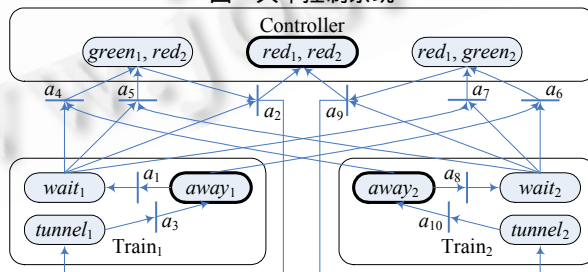 Controller
green₁, red₂
red₁, red₂
red₁, green₂
a₄
a₅
a₂
a₉
a₇
a₆
wait₁
a₁
away₁
away₂
a₈
wait₂
tunnel₁
a₃
Train₁
a₁₀
Train₂
tunnel₂